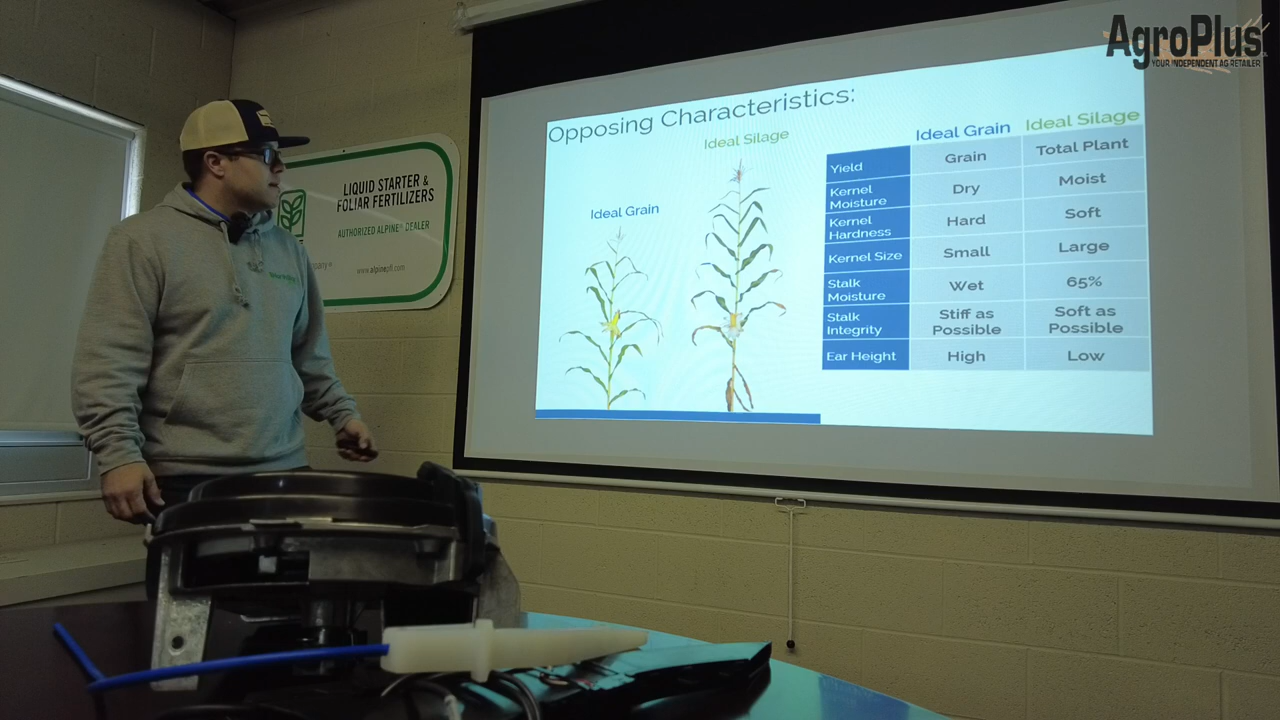 AgroPlus
YOUR INDEPENDENT AG RETAILER
LIQUID STARTER &
FOLIAR FERTILIZERS
AUTHORIZED ALPINE® DEALER
www.alpinepfl.com
Opposing Characteristics:
Ideal Silage
Ideal Grain
Ideal Grain Ideal Silage
Yield Grain Total Plant
Kernel
Moisture Dry Moist
Kernel
Hardness Hard Soft
Kernel Size Small Large
Stalk
Moisture Wet 65%
Stalk
Integrity
Stiff as
Possible
Soft as
Possible
Ear Height High Low